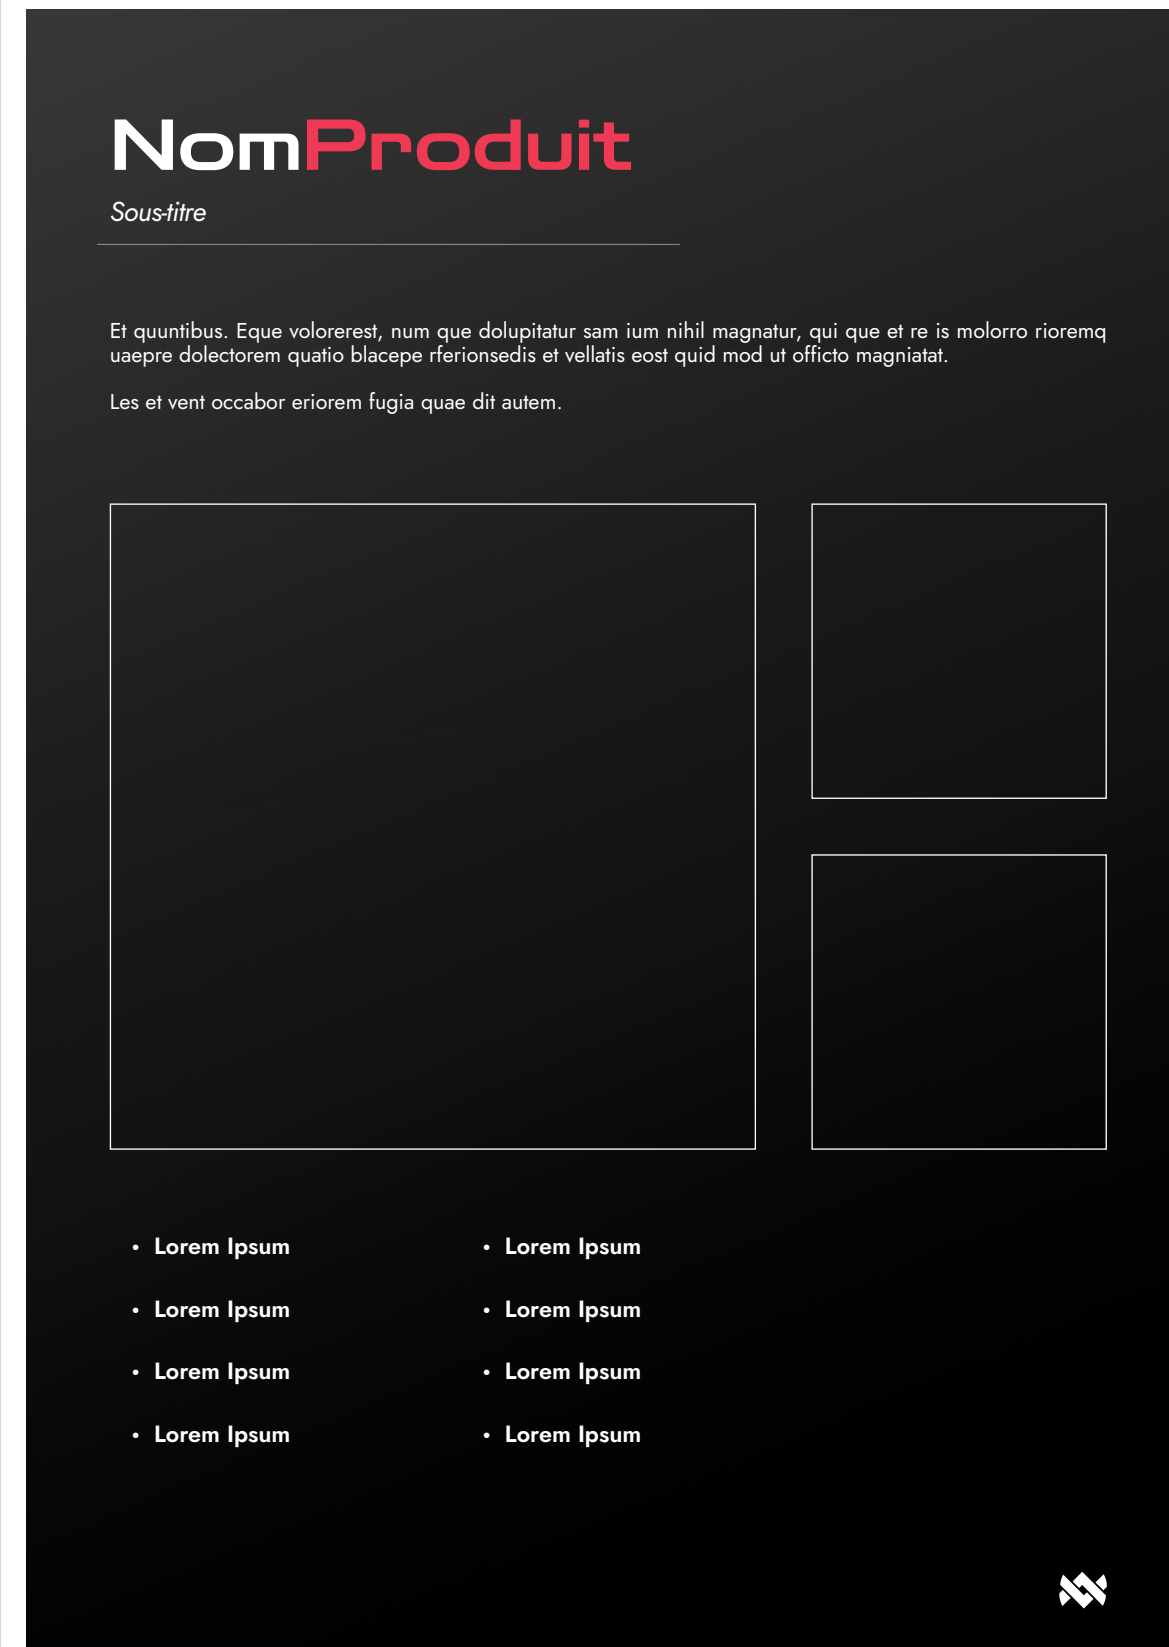 NomProduit
Sous-titre
Et quuntibus. Eque volorerest, num que dolupitatur sam ium nihil magnatur, qui que et re is molorro rioremq
uaepre dolectorem quatio blacepe rferionsedis et vellatis eost quid mod ut officto magniatat.
Les et vent occabor eriorem fugia quae dit autem.
• Lorem Ipsum
• Lorem Ipsum
• Lorem Ipsum
• Lorem Ipsum
• Lorem Ipsum
• Lorem Ipsum
• Lorem Ipsum
• Lorem Ipsum